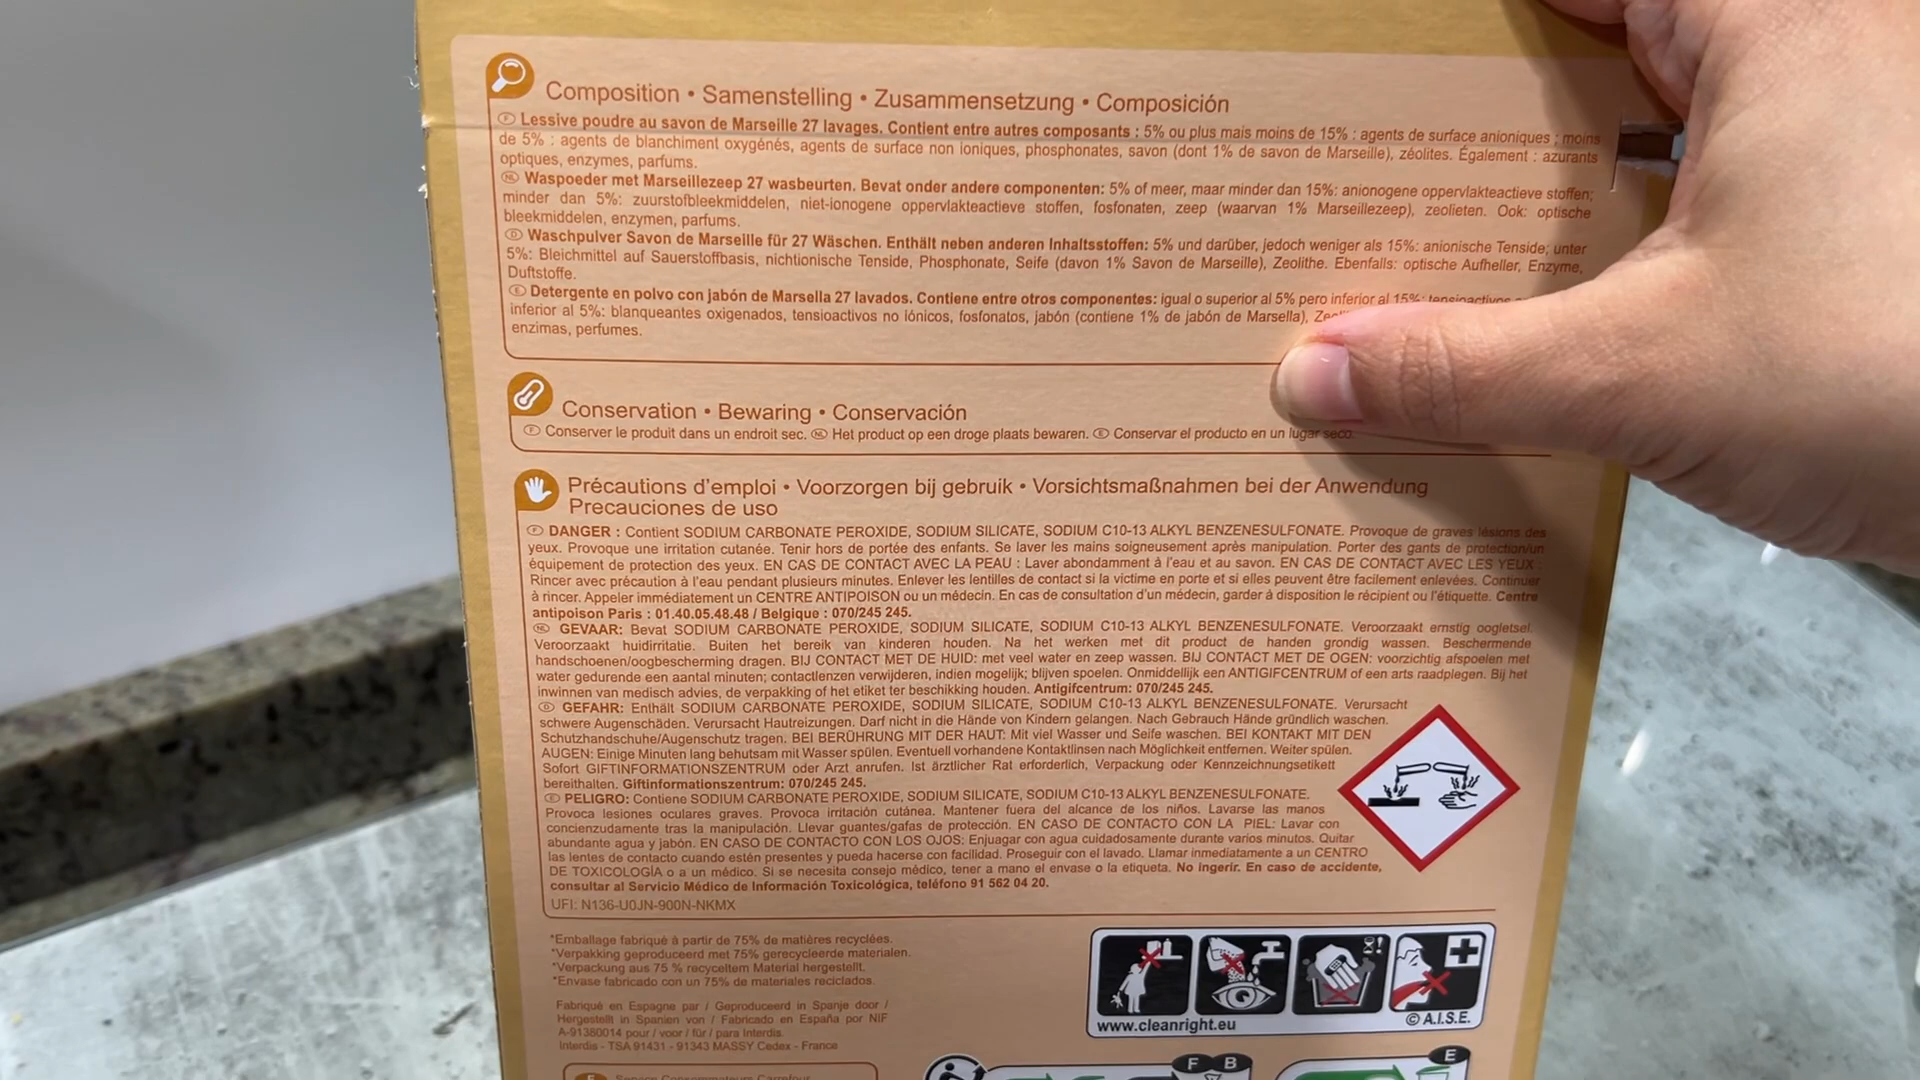 Composition • Samenstelling • Zusammensetzung • Composición
F Lessive poudre au savon de Marseille 27 lavages. Contient entre autres composants : 5% ou plus mais moins de 15% : agents de surface anioniques ; moins
de 5% : agents de blanchiment oxygénés, agents de surface non ioniques, phosphonates, savon (dont 1% de savon de Marseille), zéolites. Également : azurants
optiques, enzymes, parfums.
NL Waspoeder met Marseillezeep 27 wasbeurten. Bevat onder andere componenten: 5% of meer, maar minder dan 15%: anionogene oppervlakteactieve stoffen;
minder dan 5%: zuurstofbleekmiddelen, niet-ionogene oppervlakteactieve stoffen, fosfonaten, zeep (waarvan 1% Marseillezeep), zeolieten. Ook: optische
bleekmiddelen, enzymen, parfums.
D Waschpulver Savon de Marseille für 27 Wäschen. Enthält neben anderen Inhaltsstoffen: 5% und darüber, jedoch weniger als 15%: anionische Tenside; unter
5%: Bleichmittel auf Sauerstoffbasis, nichtionische Tenside, Phosphonate, Seife (davon 1% Savon de Marseille), Zeolithe. Ebenfalls: optische Aufheller, Enzyme,
Duftstoffe.
E Detergente en polvo con jabón de Marsella 27 lavados. Contiene entre otros componentes: igual o superior al 5% pero inferior al 15%: tensioactivos
inferior al 5%: blanqueantes oxigenados, tensioactivos no iónicos, fosfonatos, jabón (contiene 1% de jabón de Marsella),
enzimas, perfumes.
Conservation • Bewaring • Conservación
F Conserver le produit dans un endroit sec. NL Het product op een droge plaats bewaren. E Conservar el producto en un lugar seco.
Précautions d'emploi • Voorzorgen bij gebruik • Vorsichtsmaßnahmen bei der Anwendung
Precauciones de uso
F DANGER : Contient SODIUM CARBONATE PEROXIDE, SODIUM SILICATE, SODIUM C10-13 ALKYL BENZENESULFONATE. Provoque de graves lésions des
yeux. Provoque une irritation cutanée. Tenir hors de portée des enfants. Se laver les mains soigneusement après manipulation. Porter des gants de protection/un
équipement de protection des yeux. EN CAS DE CONTACT AVEC LA PEAU : Laver abondamment à l'eau et au savon. EN CAS DE CONTACT AVEC LES YEUX :
Rincer avec précaution à l'eau pendant plusieurs minutes. Enlever les lentilles de contact si la victime en porte et si elles peuvent être facilement enlevées. Continuer
à rincer. Appeler immédiatement un CENTRE ANTIPOISON ou un médecin. En cas de consultation d'un médecin, garder à disposition le récipient ou l'étiquette. Centre
antipoison Paris : 01.40.05.48.48 / Belgique : 070/245 245.
NL GEVAAR: Bevat SODIUM CARBONATE PEROXIDE, SODIUM SILICATE, SODIUM C10-13 ALKYL BENZENESULFONATE. Veroorzaakt ernstig oogletsel.
Veroorzaakt huidirritatie. Buiten het bereik van kinderen houden. Na het werken met dit product de handen grondig wassen. Beschermende
handschoenen/oogbescherming dragen. BIJ CONTACT MET DE HUID: met veel water en zeep wassen. BIJ CONTACT MET DE OGEN: voorzichtig afspoelen met
water gedurende een aantal minuten; contactlenzen verwijderen, indien mogelijk; blijven spoelen. Onmiddellijk een ANTIGIFCENTRUM of een arts raadplegen. Bij het
inwinnen van medisch advies, de verpakking of het etiket ter beschikking houden. Antigifcentrum: 070/245 245.
D GEFAHR: Enthält SODIUM CARBONATE PEROXIDE, SODIUM SILICATE, SODIUM C10-13 ALKYL BENZENESULFONATE. Verursacht
schwere Augenschäden. Verursacht Hautreizungen. Darf nicht in die Hände von Kindern gelangen. Nach Gebrauch Hände gründlich waschen.
Schutzhandschuhe/Augenschutz tragen. BEI BERÜHRUNG MIT DER HAUT: Mit viel Wasser und Seife waschen. BEI KONTAKT MIT DEN
AUGEN: Einige Minuten lang behutsam mit Wasser spülen. Eventuell vorhandene Kontaktlinsen nach Möglichkeit entfernen. Weiter spülen.
Sofort GIFTINFORMATIONSZENTRUM oder Arzt anrufen. Ist ärztlicher Rat erforderlich, Verpackung oder Kennzeichnungsetikett
bereithalten. Giftinformationszentrum: 070/245 245.
E PELIGRO: Contiene SODIUM CARBONATE PEROXIDE, SODIUM SILICATE, SODIUM C10-13 ALKYL BENZENESULFONATE.
Provoca lesiones oculares graves. Provoca irritación cutánea. Mantener fuera del alcance de los niños. Lavarse las manos
concienzudamente tras la manipulación. Llevar guantes/gafas de protección. EN CASO DE CONTACTO CON LA PIEL: Lavar con
abundante agua y jabón. EN CASO DE CONTACTO CON LOS OJOS: Enjuagar con agua cuidadosamente durante varios minutos. Quitar
las lentes de contacto cuando estén presentes y pueda hacerse con facilidad. Proseguir con el lavado. Llamar inmediatamente a un CENTRO
DE TOXICOLOGÍA o a un médico. Si se necesita consejo médico, tener a mano el envase o la etiqueta. No ingerir. En caso de accidente,
consultar al Servicio Médico de Información Toxicológica, teléfono 91 562 04 20.
UFI: N136-U0JN-900N-NKMX
*Emballage fabriqué à partir de 75% de matières recyclées.
*Verpakking geproduceerd met 75% gerecycleerde materialen.
*Verpackung aus 75 % recyceltem Material hergestellt.
*Envase fabricado con un 75% de materiales reciclados.
Fabriqué en Espagne par / Geproduceerd in Spanje door /
Hergestellt in Spanien von / Fabricado en España por NIF
A-91380014 pour / voor / für / para Interdis
Interdis - TSA 91431 - 91343 MASSY Cedex - France
www.cleanright.eu
© A.I.S.E.
F B
E
Service Consommateurs Carrefour